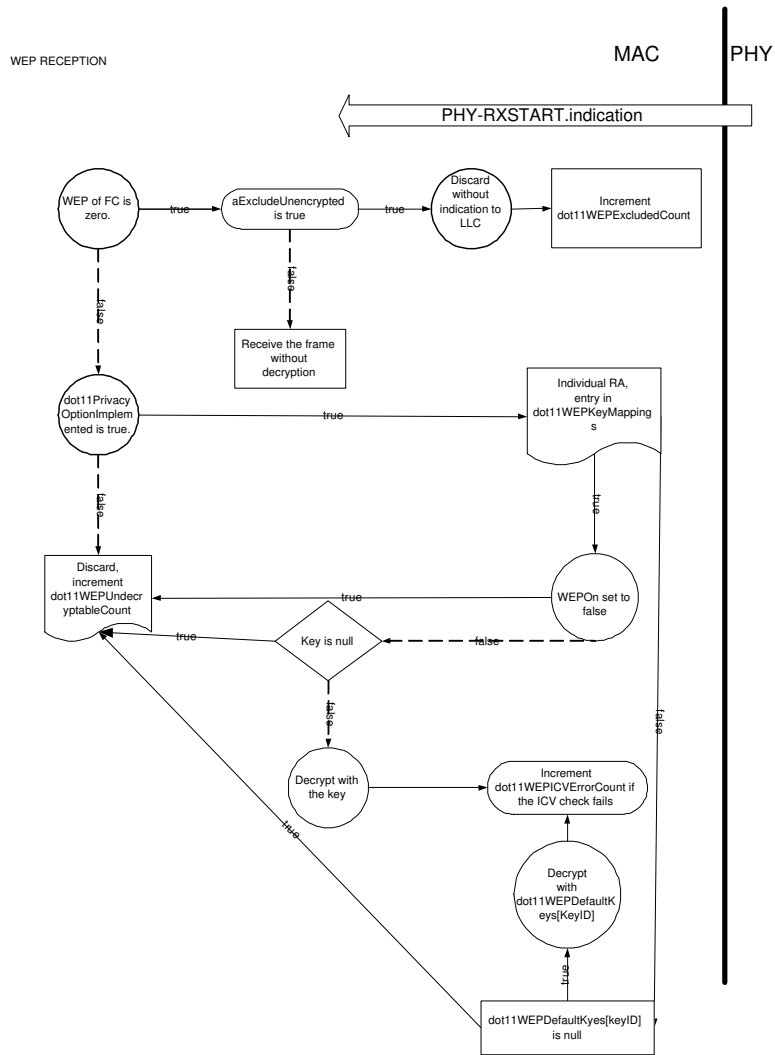 MAC
PHY
WEP RECEPTION
PHY-RXSTART.indication
WEP of FC is
zero.
true
aExcludeUnencrypted
is true
true
Discard
without
indication to
LLC
Increment
dot11WEPExcludedCount
false
false
Receive the frame
without
decryption
dot11Privacy
OptionImplem
ented is true.
true
Individual RA,
entry in
dot11WEPKeyMapping
s
false
true
Discard,
increment
dot11WEPUndecr
yptableCount
true
WEPOn set to
false
true
Key is null
false
false
false
Decrypt with
the key
Increment
dot11WEPICVErrorCount if
the ICV check fails
true
Decrypt
with
dot11WEPDefaultK
eys[KeyID]
true
dot11WEPDefaultKyes[keyID]
is null